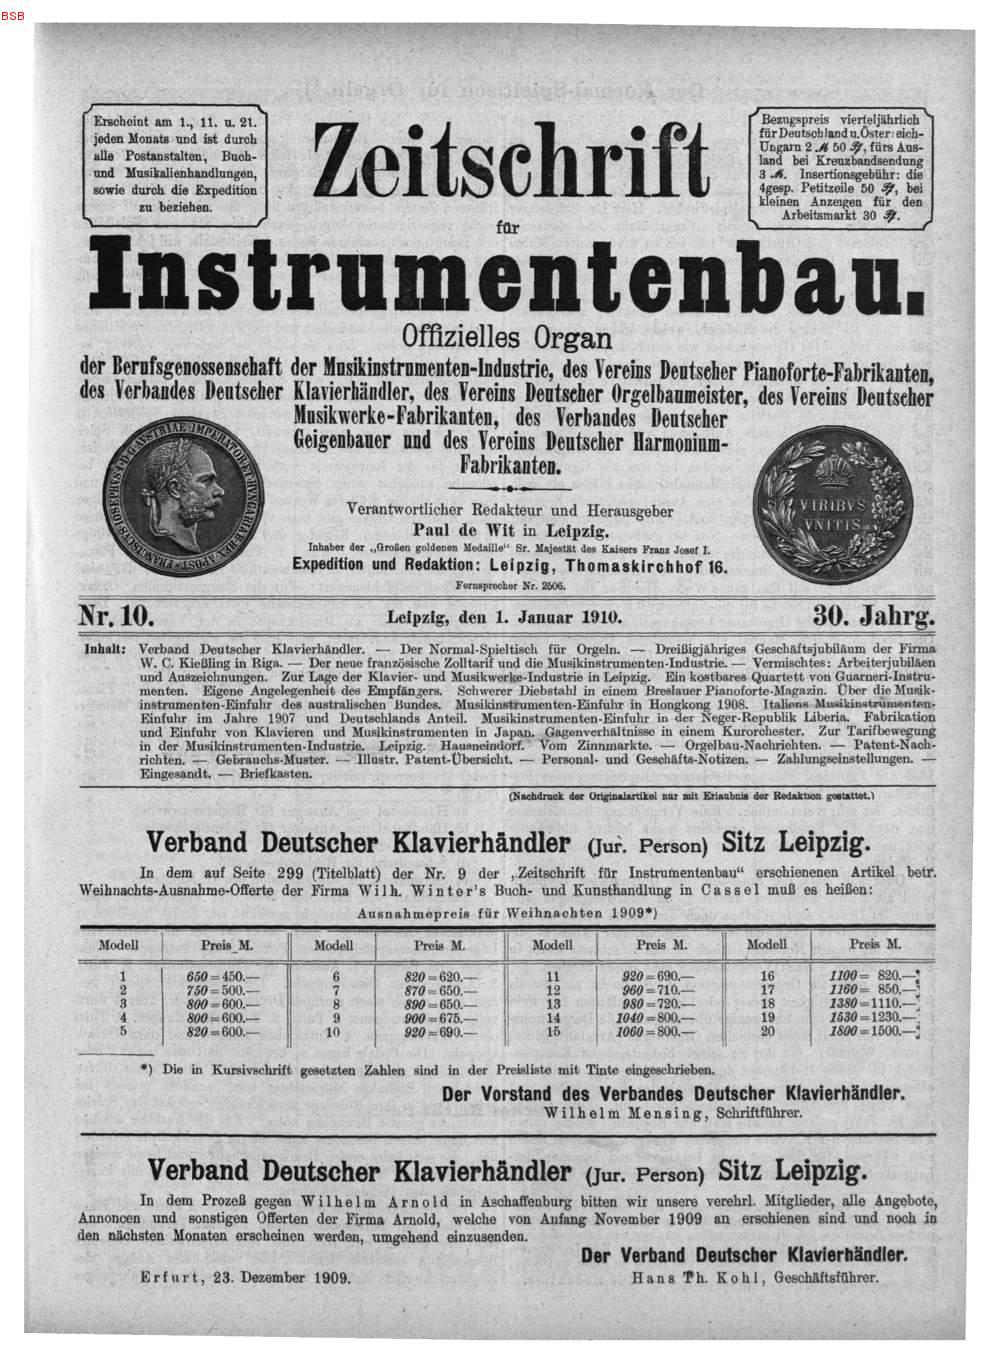 BSB
Erscheint am 1., 11. u. 21.
jeden Monats und ist durch
alle Postanstalten, Buch-
und Musikalienhandlungen,
sowie durch die Expedition
zu beziehen.
Zeitschrift
Bezugspreis vierteljährlich
für Deutschland u. Österreich-
Ungarn 2 ℳ 50 ₰, fürs Aus-
land bei Kreuzbandsendung
3 ℳ. Insertionsgebühr: die
4gesp. Petitzeile 50 ₰, bei
kleinen Anzeigen für den
Arbeitsmarkt 30 ₰.
für
Instrumentenbau.
Offizielles Organ
der Berufsgenossenschaft der Musikinstrumenten-Industrie, des Vereins Deutscher Pianoforte-Fabrikanten,
des Verbandes Deutscher Klavierhändler, des Vereins Deutscher Orgelbaumeister, des Vereins Deutscher
Musikwerke-Fabrikanten, des Verbandes Deutscher
Geigenbauer und des Vereins Deutscher Harmonium-
Fabrikanten.
FRANCISCVS IOSEPHVS I D G AVSTRIAE IMPERATOR ET HVNGARIAE REX APOST
VIRIBVS
VNITIS
Verantwortlicher Redakteur und Herausgeber
Paul de Wit in Leipzig.
Inhaber der „Großen goldenen Medaille“ Sr. Majestät des Kaisers Franz Josef I.
Expedition und Redaktion: Leipzig, Thomaskirchhof 16.
Fernsprecher Nr. 2506.
Nr. 10. Leipzig, den 1. Januar 1910. 30. Jahrg.
Inhalt: Verband Deutscher Klavierhändler. — Der Normal-Spieltisch für Orgeln. — Dreißigjähriges Geschäftsjubiläum der Firma
W. C. Kießling in Riga. — Der neue französische Zolltarif und die Musikinstrumenten-Industrie. — Vermischtes: Arbeiterjubiläen
und Auszeichnungen. Zur Lage der Klavier- und Musikwerke-Industrie in Leipzig. Ein kostbares Quartett von Guarneri-Instru-
menten. Eigene Angelegenheit des Empfängers. Schwerer Diebstahl in einem Breslauer Pianoforte-Magazin. Über die Musik-
instrumenten-Einfuhr des australischen Bundes. Musikinstrumenten-Einfuhr in Hongkong 1908. Italiens Musikinstrumenten-
Einfuhr im Jahre 1907 und Deutschlands Anteil. Musikinstrumenten-Einfuhr in der Neger-Republik Liberia. Fabrikation
und Einfuhr von Klavieren und Musikinstrumenten in Japan. Gagenverhältnisse in einem Kurorchester. Zur Tarifbewegung
in der Musikinstrumenten-Industrie. Leipzig. Hausneindorf. Vom Zinnmarkte. — Orgelbau-Nachrichten. — Patent-Nach-
richten. — Gebrauchs-Muster. — Illustr. Patent-Übersicht. — Personal- und Geschäfts-Notizen. — Zahlungseinstellungen. —
Eingesandt. — Briefkasten.
(Nachdruck der Originalartikel nur mit Erlaubnis der Redaktion gestattet.)
Verband Deutscher Klavierhändler (Jur. Person) Sitz Leipzig.
In dem auf Seite 299 (Titelblatt) der Nr. 9 der „Zeitschrift für Instrumentenbau“ erschienenen Artikel betr.
Weihnachts-Ausnahme-Offerte der Firma Wilh. Winter's Buch- und Kunsthandlung in Cassel muß es heißen:
Ausnahmepreis für Weihnachten 1909*)
Modell Preis M. Modell Preis M. Modell Preis M. Modell Preis M.
1 650 = 450.— 6 820 = 620.— 11 920 = 690.— 16 1100 = 820.—
2 750 = 500.— 7 870 = 650.— 12 960 = 710.— 17 1160 = 850.—
3 800 = 600.— 8 890 = 650.— 13 980 = 720.— 18 1380 = 1110.—
4 800 = 600.— 9 900 = 675.— 14 1040 = 800.— 19 1530 = 1230.—
5 820 = 600.— 10 920 = 690.— 15 1060 = 800.— 20 1800 = 1500.—
*) Die in Kursivschrift gesetzten Zahlen sind in der Preisliste mit Tinte eingeschrieben.
Der Vorstand des Verbandes Deutscher Klavierhändler.
Wilhelm Mensing, Schriftführer.
Verband Deutscher Klavierhändler (Jur. Person) Sitz Leipzig.
In dem Prozeß gegen Wilhelm Arnold in Aschaffenburg bitten wir unsere verehrl. Mitglieder, alle Angebote,
Annoncen und sonstigen Offerten der Firma Arnold, welche von Anfang November 1909 an erschienen sind und noch in
den nächsten Monaten erscheinen werden, umgehend einzusenden.
Der Verband Deutscher Klavierhändler.
Erfurt, 23. Dezember 1909. Hans Th. Kohl, Geschäftsführer.